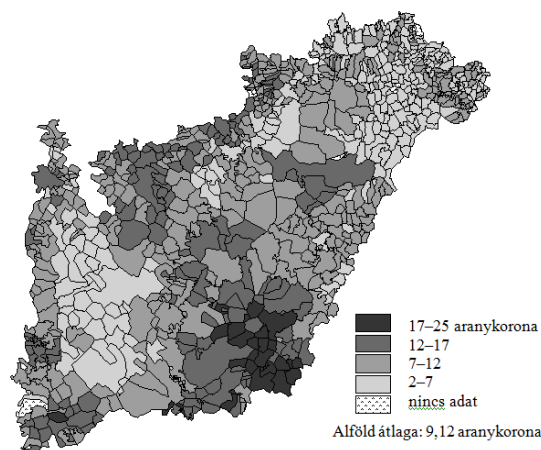 17–25 aranykorona
12–17
7–12
2–7
nincs adat
Alföld átlaga: 9,12 aranykorona